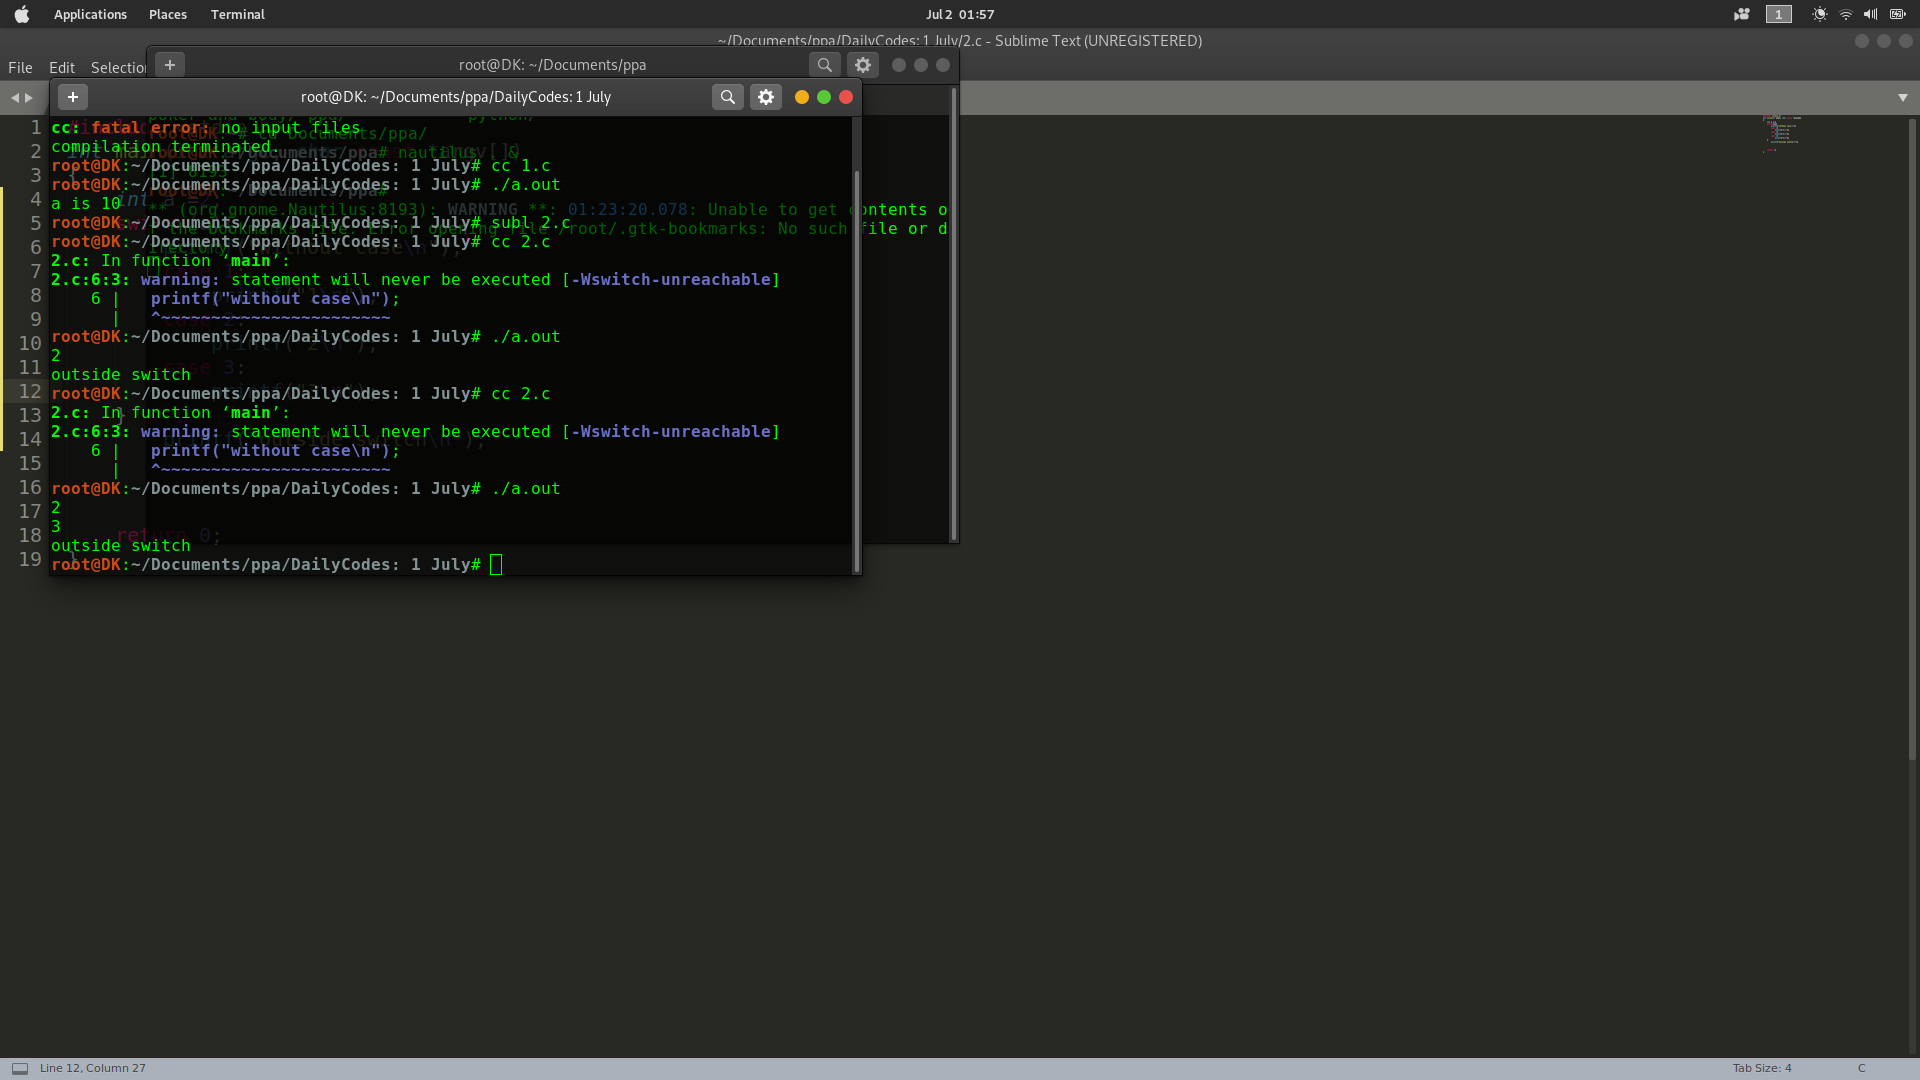 Applications Places Terminal Jul 2 01:57 1
~/Documents/ppa/DailyCodes: 1 July/2.c - Sublime Text (UNREGISTERED)
File Edit Selection
root@DK: ~/Documents/ppa
root@DK: ~/Documents/ppa/DailyCodes: 1 July
cc: fatal error: no input files
compilation terminated.
root@DK:~/Documents/ppa/DailyCodes: 1 July# cc 1.c
root@DK:~/Documents/ppa/DailyCodes: 1 July# ./a.out
a is 10
root@DK:~/Documents/ppa/DailyCodes: 1 July# subl 2.c
root@DK:~/Documents/ppa/DailyCodes: 1 July# cc 2.c
2.c: In function ‘main’:
2.c:6:3: warning: statement will never be executed [-Wswitch-unreachable]
6 | printf("without case\n");
| ^~~~~~~~~~~~~~~~~~~~~~~~
root@DK:~/Documents/ppa/DailyCodes: 1 July# ./a.out
2
outside switch
root@DK:~/Documents/ppa/DailyCodes: 1 July# cc 2.c
2.c: In function ‘main’:
2.c:6:3: warning: statement will never be executed [-Wswitch-unreachable]
6 | printf("without case\n");
| ^~~~~~~~~~~~~~~~~~~~~~~~
root@DK:~/Documents/ppa/DailyCodes: 1 July# ./a.out
2
3
outside switch
root@DK:~/Documents/ppa/DailyCodes: 1 July#
** (org.gnome.Nautilus:8193): WARNING **: 01:23:20.078: Unable to get contents o
the bookmarks file: Error opening file /root/.gtk-bookmarks: No such file or d
irectory
1
2
3
4
5
6
7
8
9
10
11
12
13
14
15
16
17
18
19
Line 12, Column 27
Tab Size: 4 C